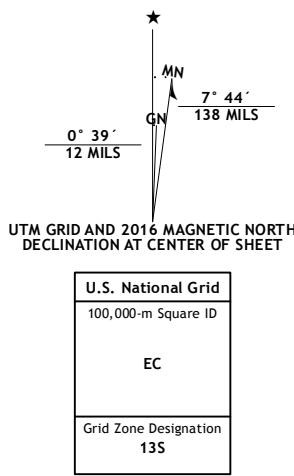 ★
MN
7° 44´
138 MILS
GN
0° 39´
12 MILS
UTM GRID AND 2016 MAGNETIC NORTH
DECLINATION AT CENTER OF SHEET
U.S. National Grid
100,000-m Square ID
EC
Grid Zone Designation
13S